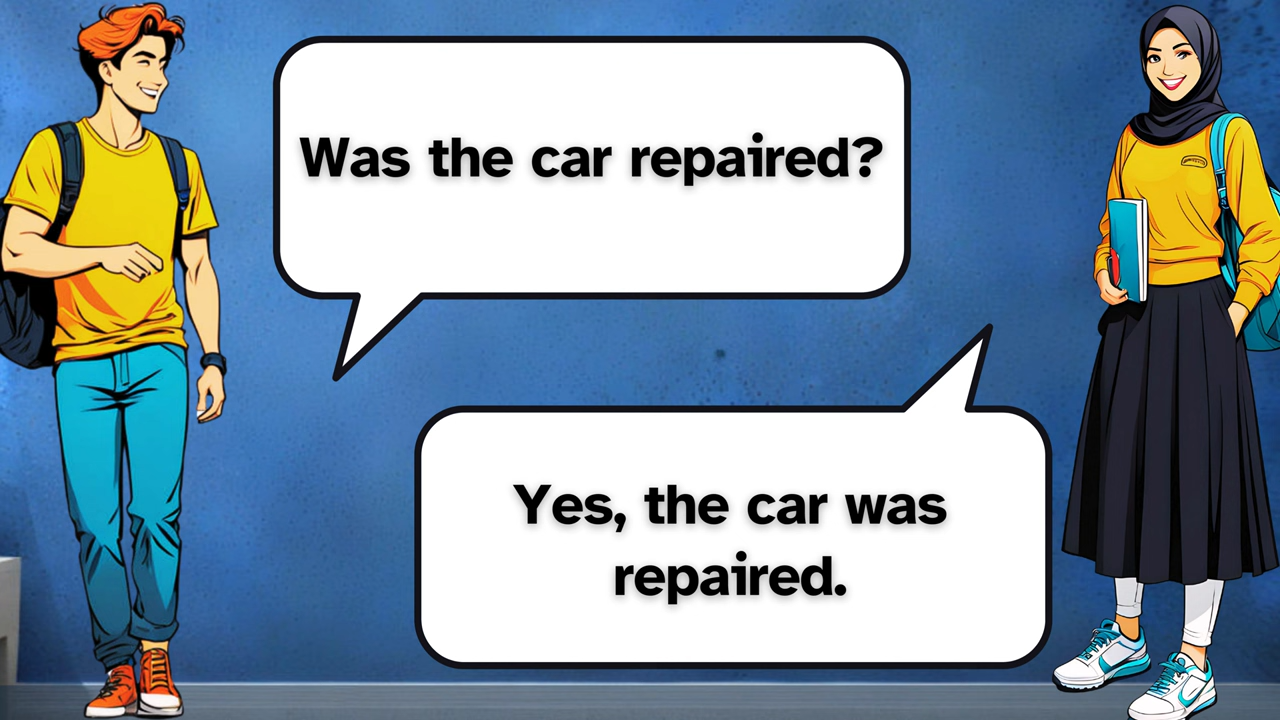 Was the car repaired?
Yes, the car was
repaired.